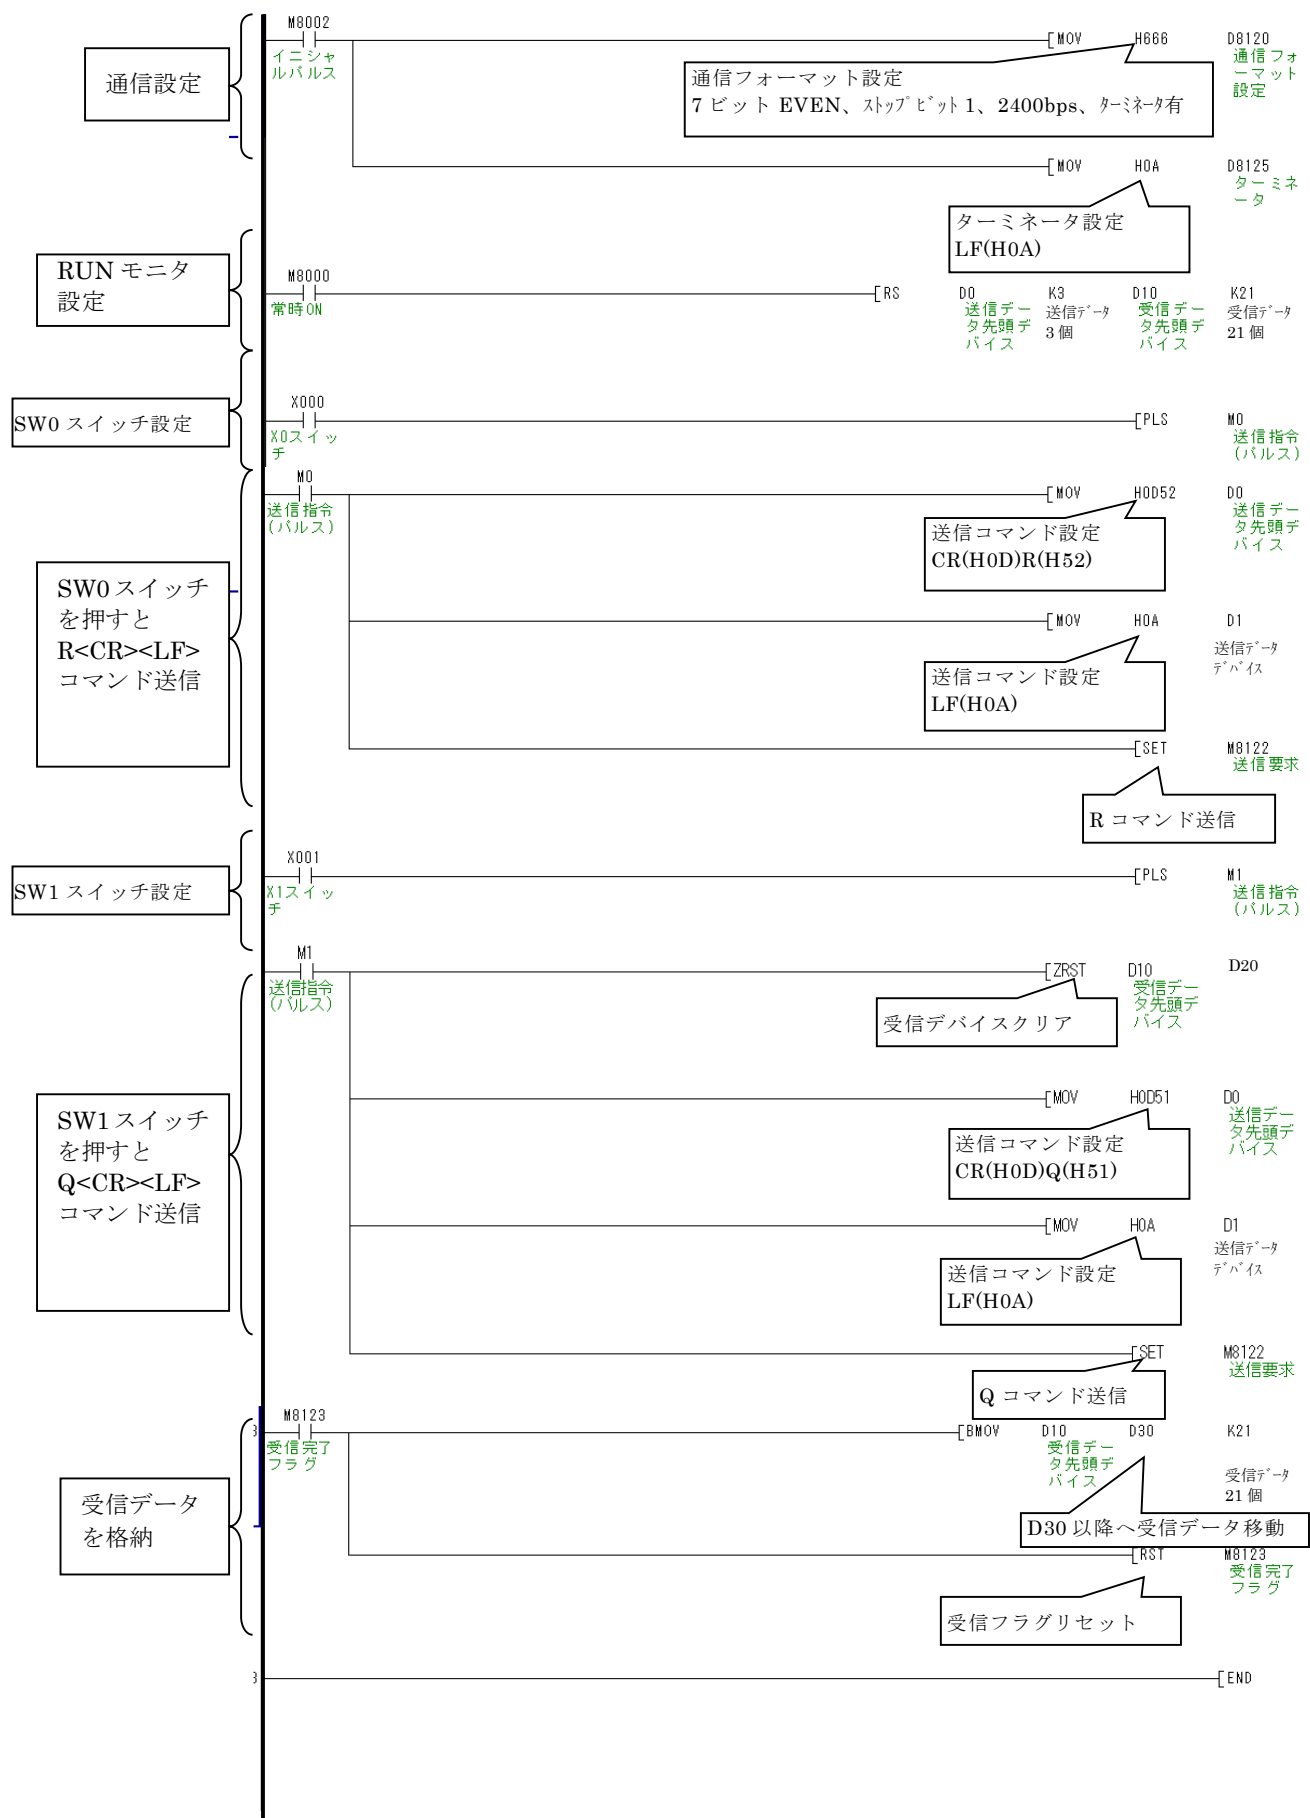 通信設定
M8002
イニシャ
ルパルス
MOV H666 D8120
通信フォ
ーマット
設定
通信フォーマット設定
7 ビット EVEN、ストップビット 1、2400bps、ターミネータ有
MOV H0A D8125
ターミネ
ータ
ターミネータ設定
LF(H0A)
RUN モニタ
設定
M8000
常時ON
RS D0 K3 D10 K21
送信デー
タ先頭デ
バイス
送信データ
3 個
受信デー
タ先頭デ
バイス
受信データ
21 個
SW0 スイッチ設定
X000
X0スイッ
チ
PLS M0
送信指令
(パルス)
M0
送信指令
(パルス)
MOV H0D52 D0
送信デー
タ先頭デ
バイス
送信コマンド設定
CR(H0D)R(H52)
SW0 スイッチ
を押すと
R<CR><LF>
コマンド送信
MOV H0A D1
送信データ
デバイス
送信コマンド設定
LF(H0A)
SET M8122
送信要求
R コマンド送信
SW1 スイッチ設定
X001
X1スイッ
チ
PLS M1
送信指令
(パルス)
M1
送信指令
(パルス)
ZRST D10 D20
受信デー
タ先頭デ
バイス
受信デバイスクリア
SW1 スイッチ
を押すと
Q<CR><LF>
コマンド送信
MOV H0D51 D0
送信デー
タ先頭デ
バイス
送信コマンド設定
CR(H0D)Q(H51)
MOV H0A D1
送信データ
デバイス
送信コマンド設定
LF(H0A)
SET M8122
送信要求
Q コマンド送信
M8123
受信完了
フラグ
BMOV D10 D30 K21
受信デー
タ先頭デ
バイス
受信データ
21 個
受信データ
を格納
D30 以降へ受信データ移動
RST M8123
受信完了
フラグ
受信フラグリセット
END